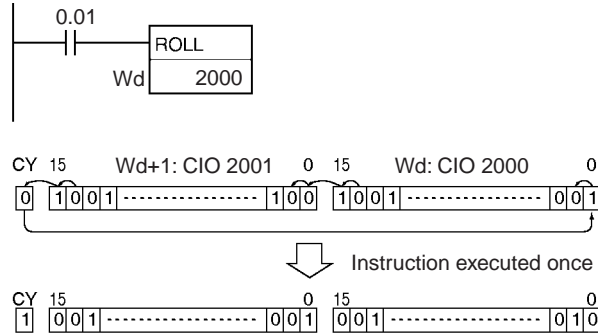 0.01
ROLL
Wd 2000
CY 15 Wd+1: CIO 2001 0 15 Wd: CIO 2000 0
0 1 0 0 1 1 0 0 1 0 0 1 0 0 1
Instruction executed once
CY 15 0 15 0
1 0 0 1 0 0 1 0 0 1 0 1 0